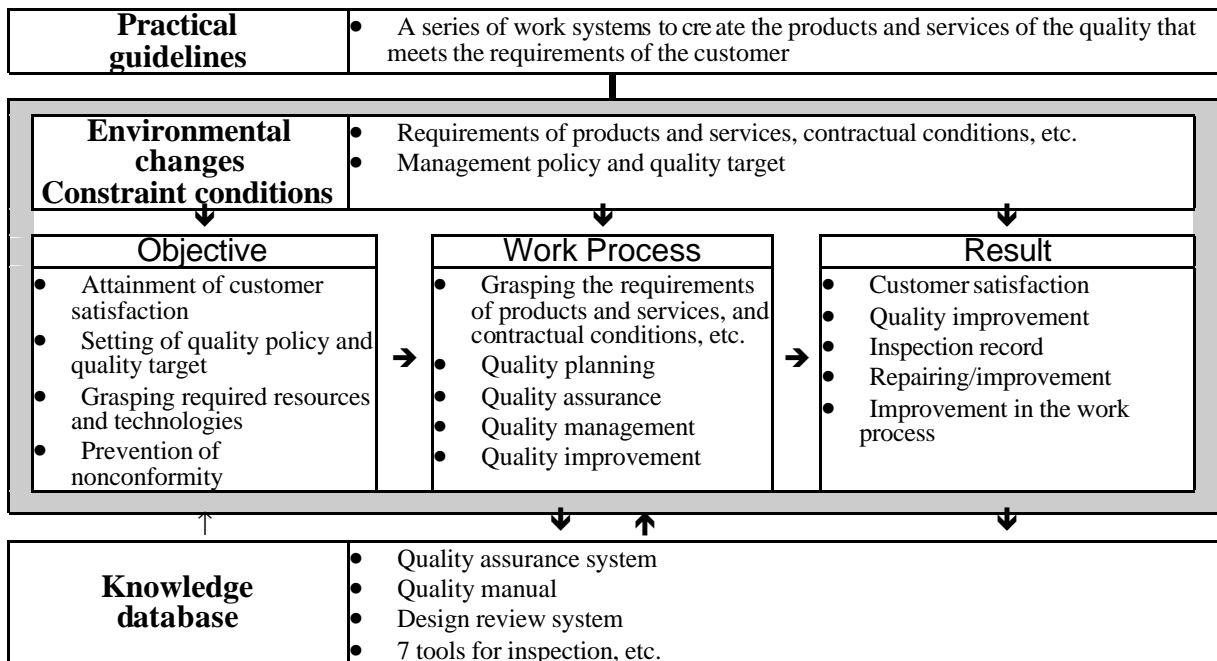 Practical
guidelines
● A series of work systems to create the products and services of the quality that
meets the requirements of the customer
Environmental
changes
Constraint conditions
● Requirements of products and services, contractual conditions, etc.
● Management policy and quality target
Objective
● Attainment of customer
satisfaction
● Setting of quality policy and
quality target
● Grasping required resources
and technologies
● Prevention of
nonconformity
Work Process
● Grasping the requirements
of products and services, and
contractual conditions, etc.
● Quality planning
● Quality assurance
● Quality management
● Quality improvement
Result
● Customer satisfaction
● Quality improvement
● Inspection record
● Repairing/improvement
● Improvement in the work
process
Knowledge
database
● Quality assurance system
● Quality manual
● Design review system
● 7 tools for inspection, etc.